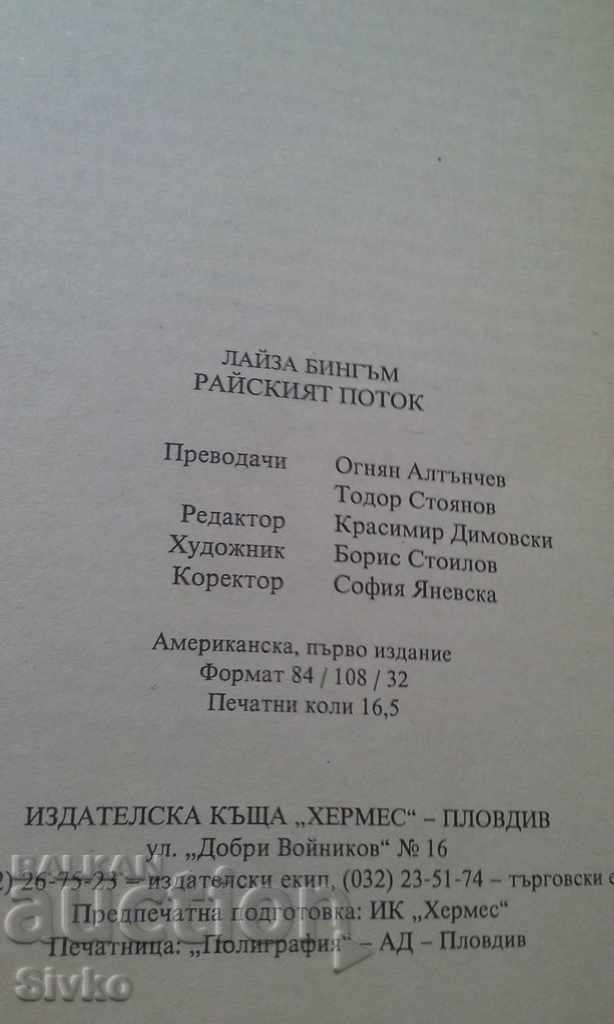 ЛАЙЗА БИНГЪМ
РАЙСКИЯТ ПОТОК
Преводачи Огнян Алтънчев
Тодор Стоянов
Редактор Красимир Димовски
Художник Борис Стоилов
Коректор София Яневска
Американска, първо издание
Формат 84 / 108 / 32
Печатни коли 16,5
ИЗДАТЕЛСКА КЪЩА „ХЕРМЕС“ – ПЛОВДИВ
ул. „Добри Войников“ № 16
2) 26-75-23 – издателски екип, (032) 23-51-74 – търговски е
Предпечатна подготовка: ИК „Хермес“
Печатница: „Полиграфия“ – АД – Пловдив
BALKAN
auction
Sivko